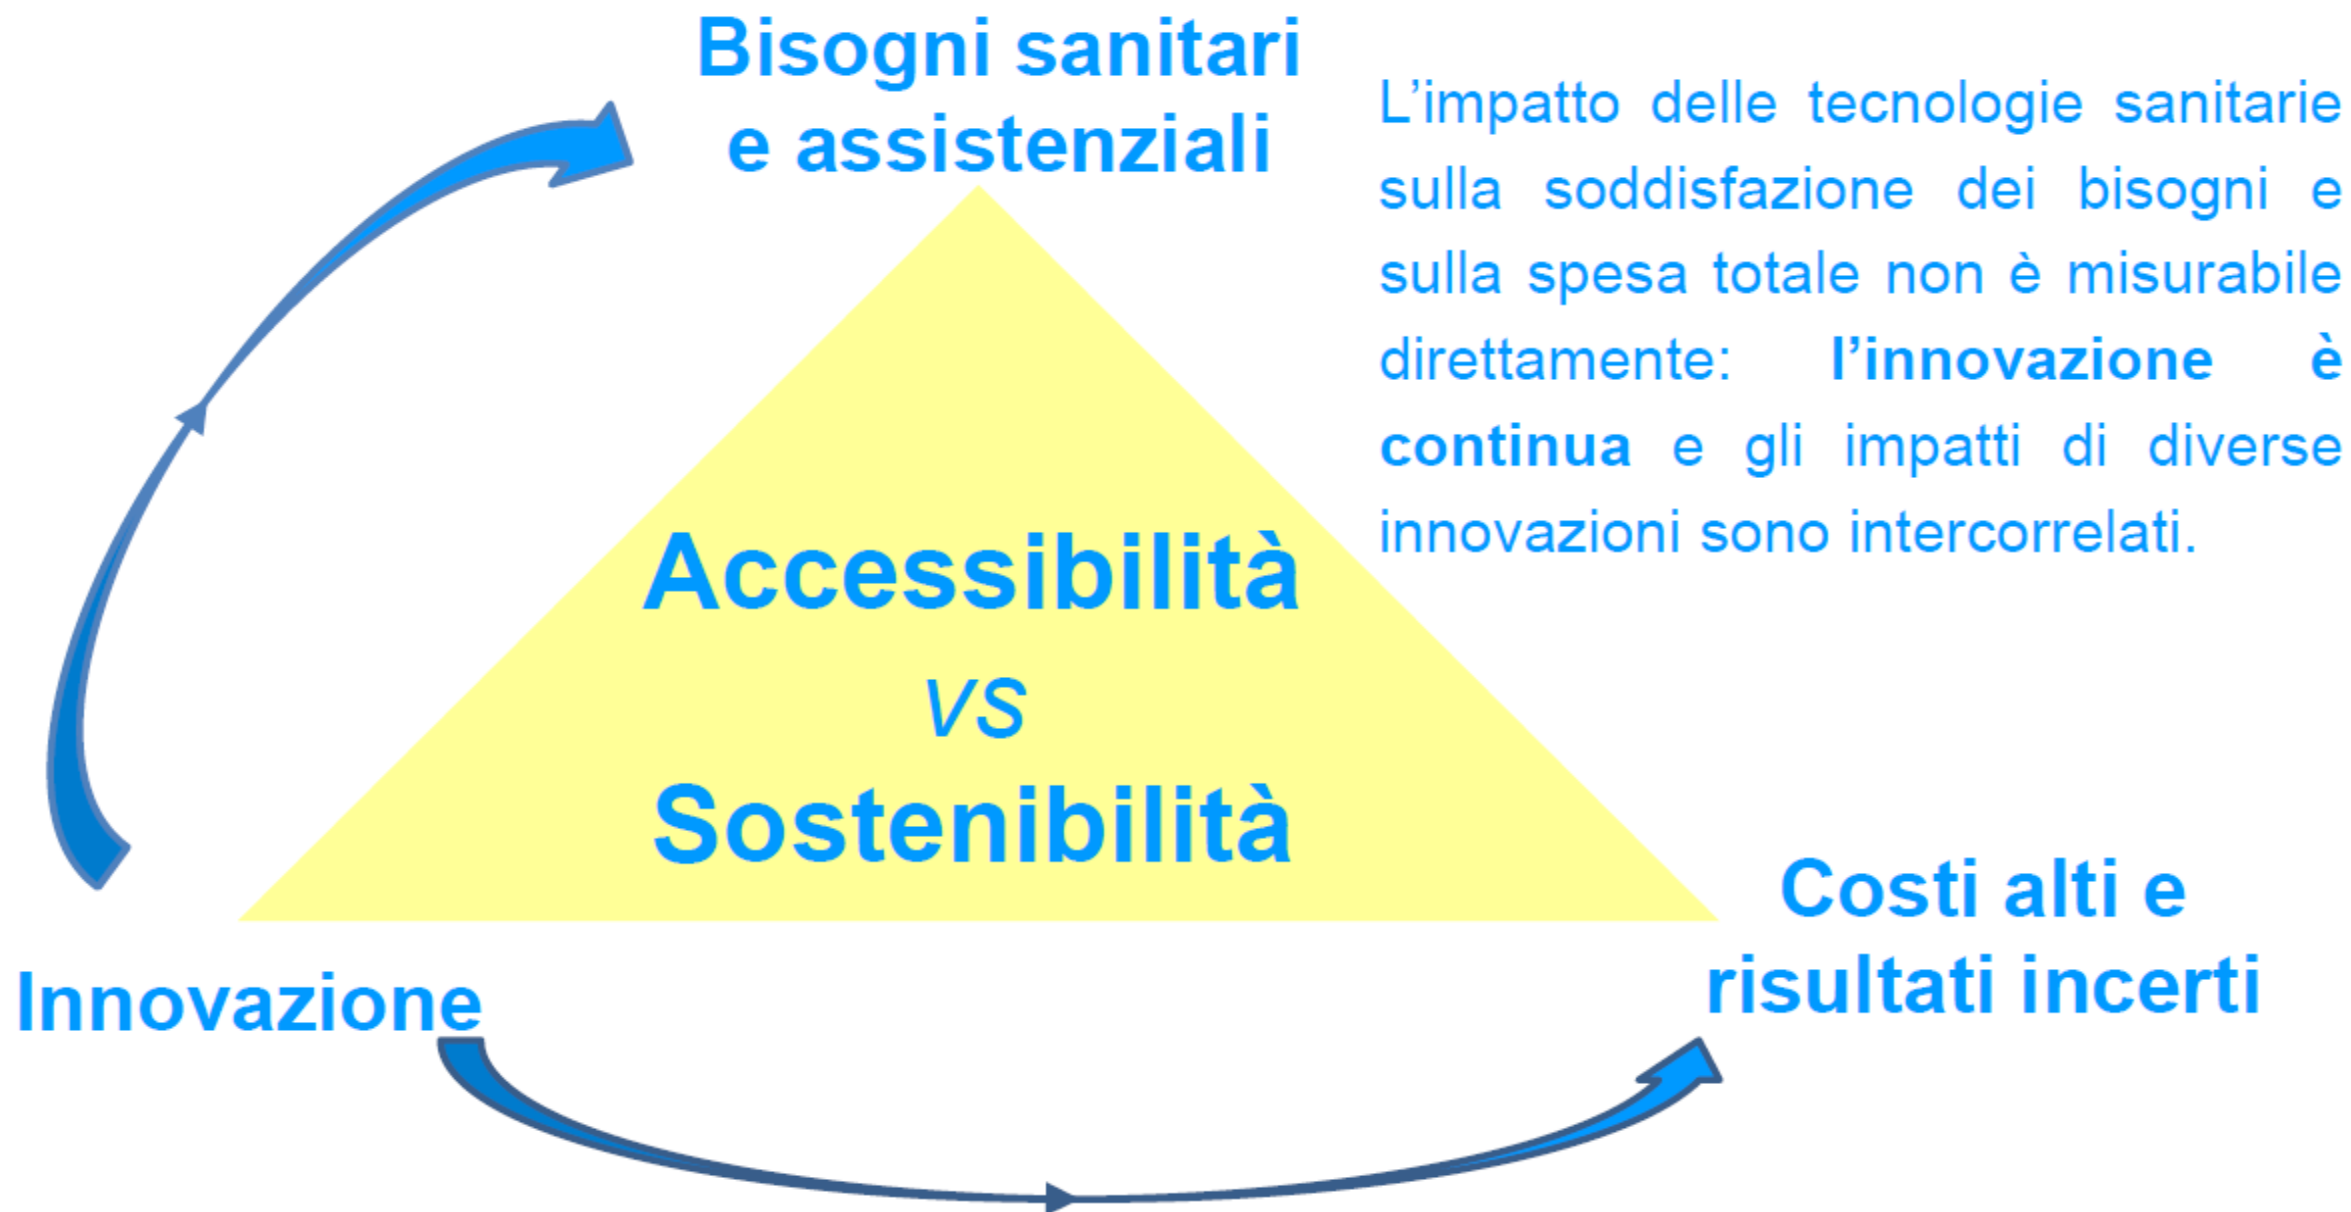 Bisogni sanitari
e assistenziali
L’impatto delle tecnologie sanitarie
sulla soddisfazione dei bisogni e
sulla spesa totale non è misurabile
direttamente: l’innovazione è
continua e gli impatti di diverse
innovazioni sono intercorrelati.
Accessibilità
vs
Sostenibilità
Costi alti e
risultati incerti
Innovazione